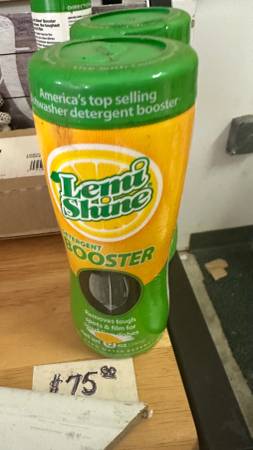 America's top selling
dishwasher detergent booster
Lemi
Shine
DETERGENT
BOOSTER
Removes tough
spots & film for
$75.00